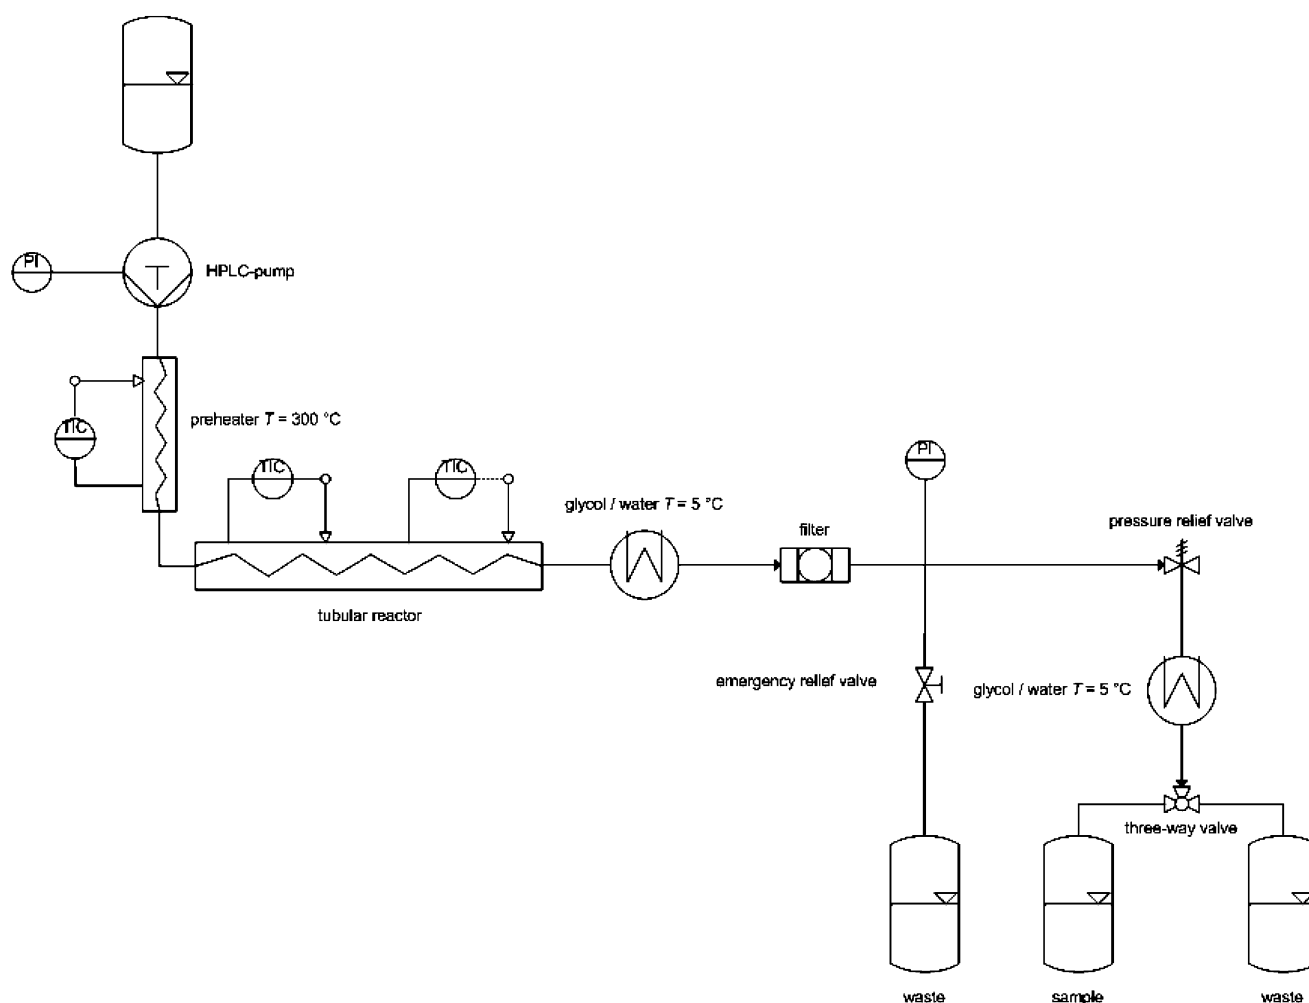 PI
HPLC-pump
preheater T = 300 °C
TIC
TIC
TIC
PI
glycol / water T = 5 °C
filter
pressure relief valve
tubular reactor
emergency relief valve
glycol / water T = 5 °C
three-way valve
waste
sample
waste